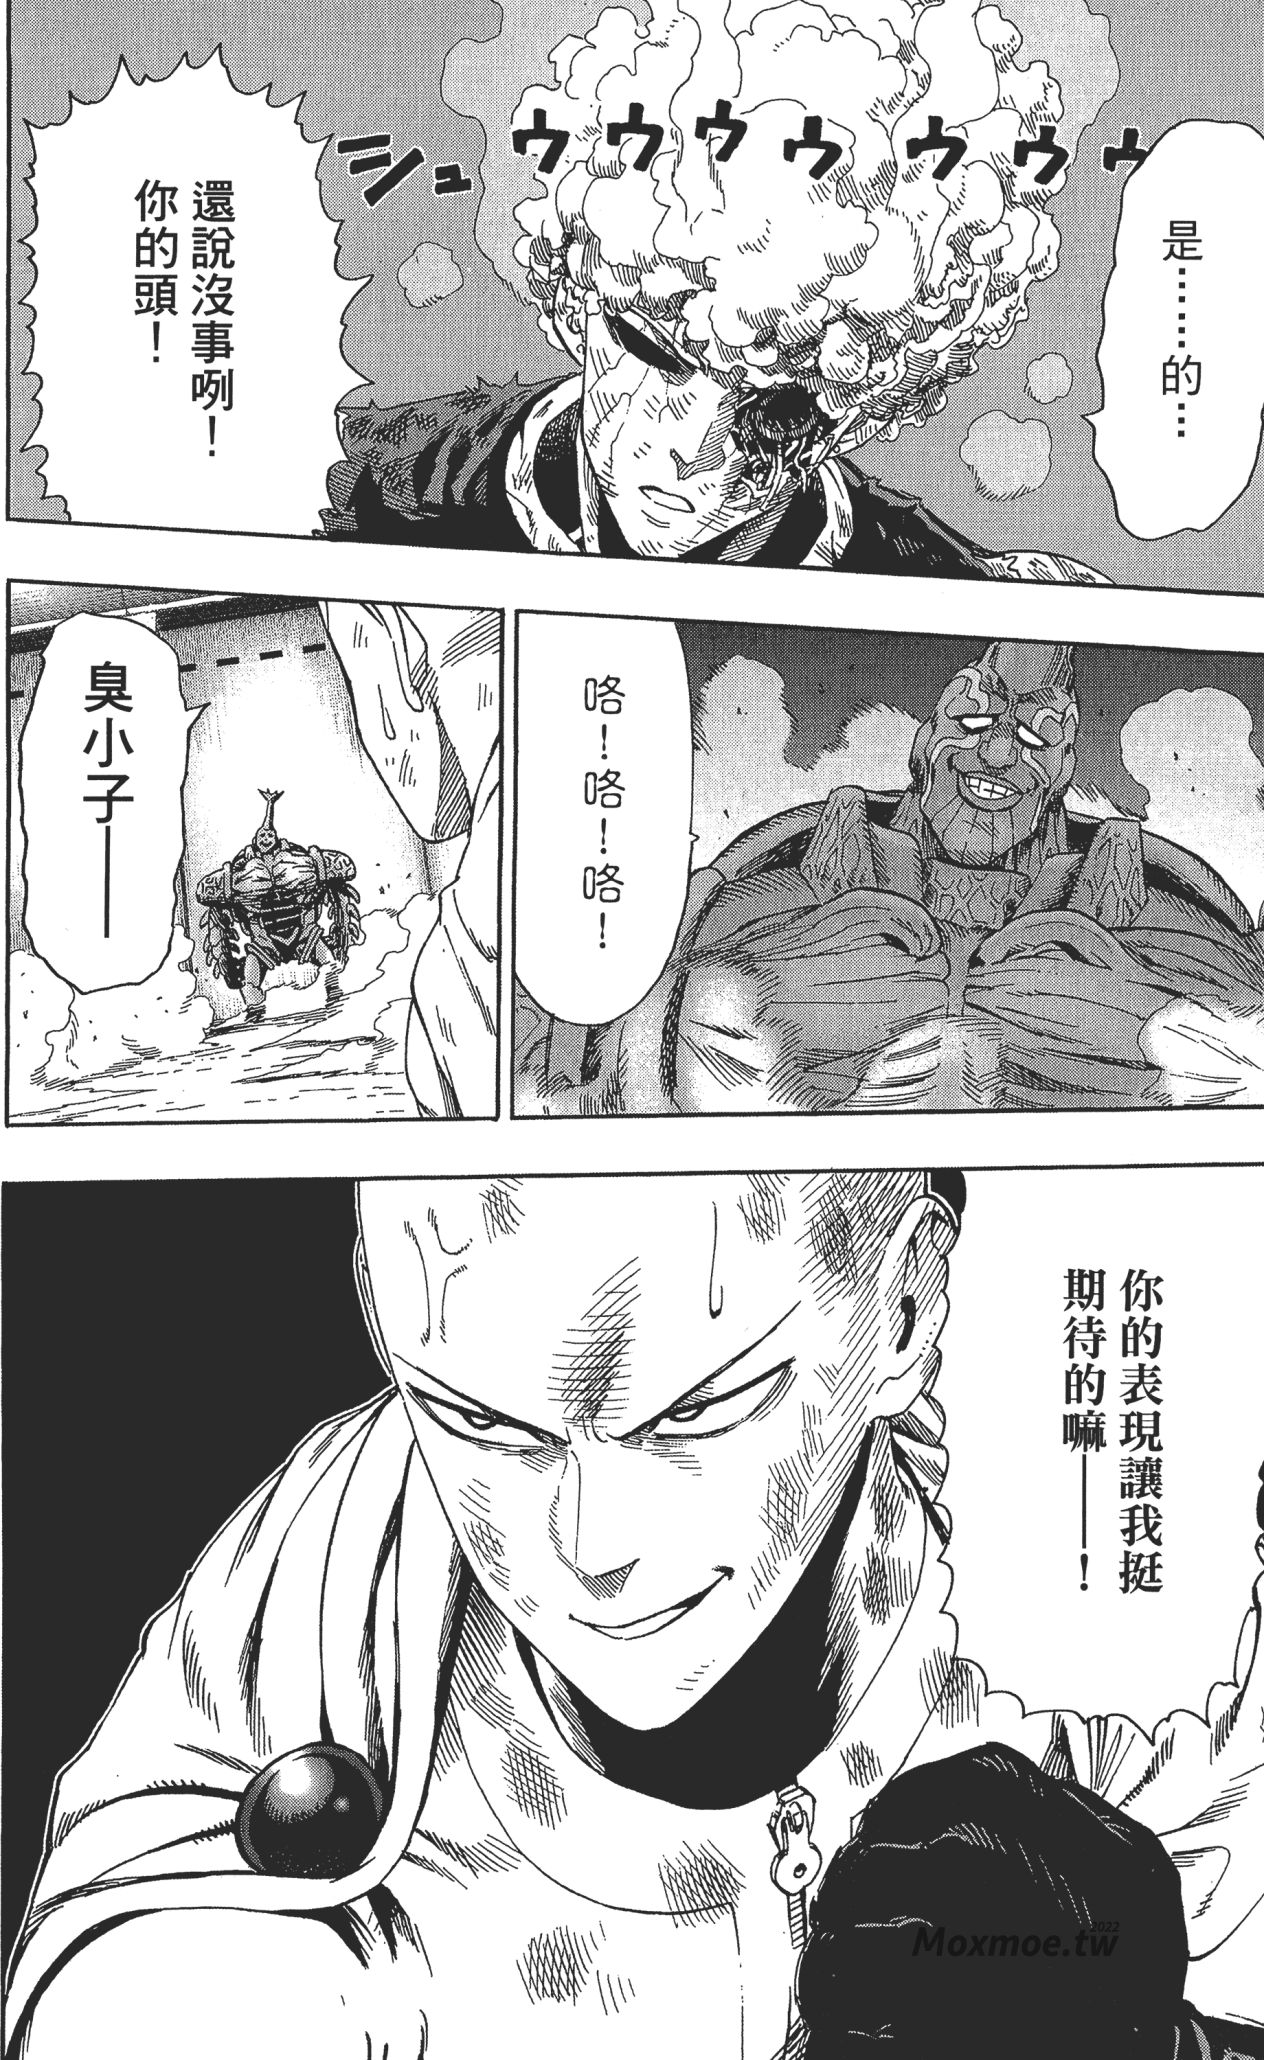 是……的…
シュウウウウウウウ
還說沒事咧！
你的頭！
咯！咯！咯！
臭小子——
你的表現讓我挺
期待的嘛——！
Moxmoe.tw
2022